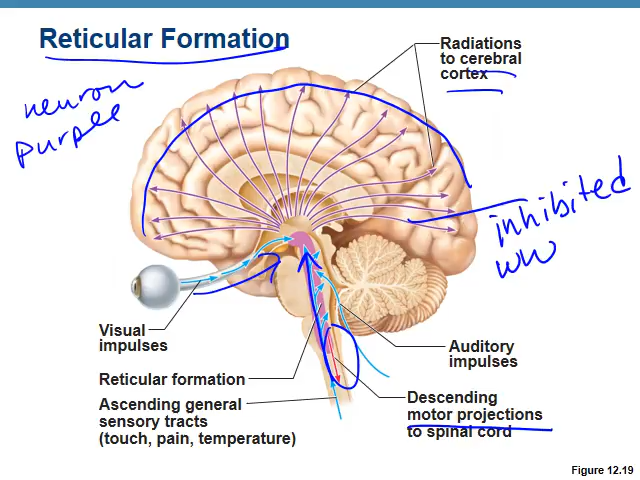 Reticular Formation
Radiations
to cerebral
cortex
neuron
purple
inhibited
Visual
impulses
Auditory
impulses
Reticular formation
Ascending general
sensory tracts
(touch, pain, temperature)
Descending
motor projections
to spinal cord
Figure 12.19